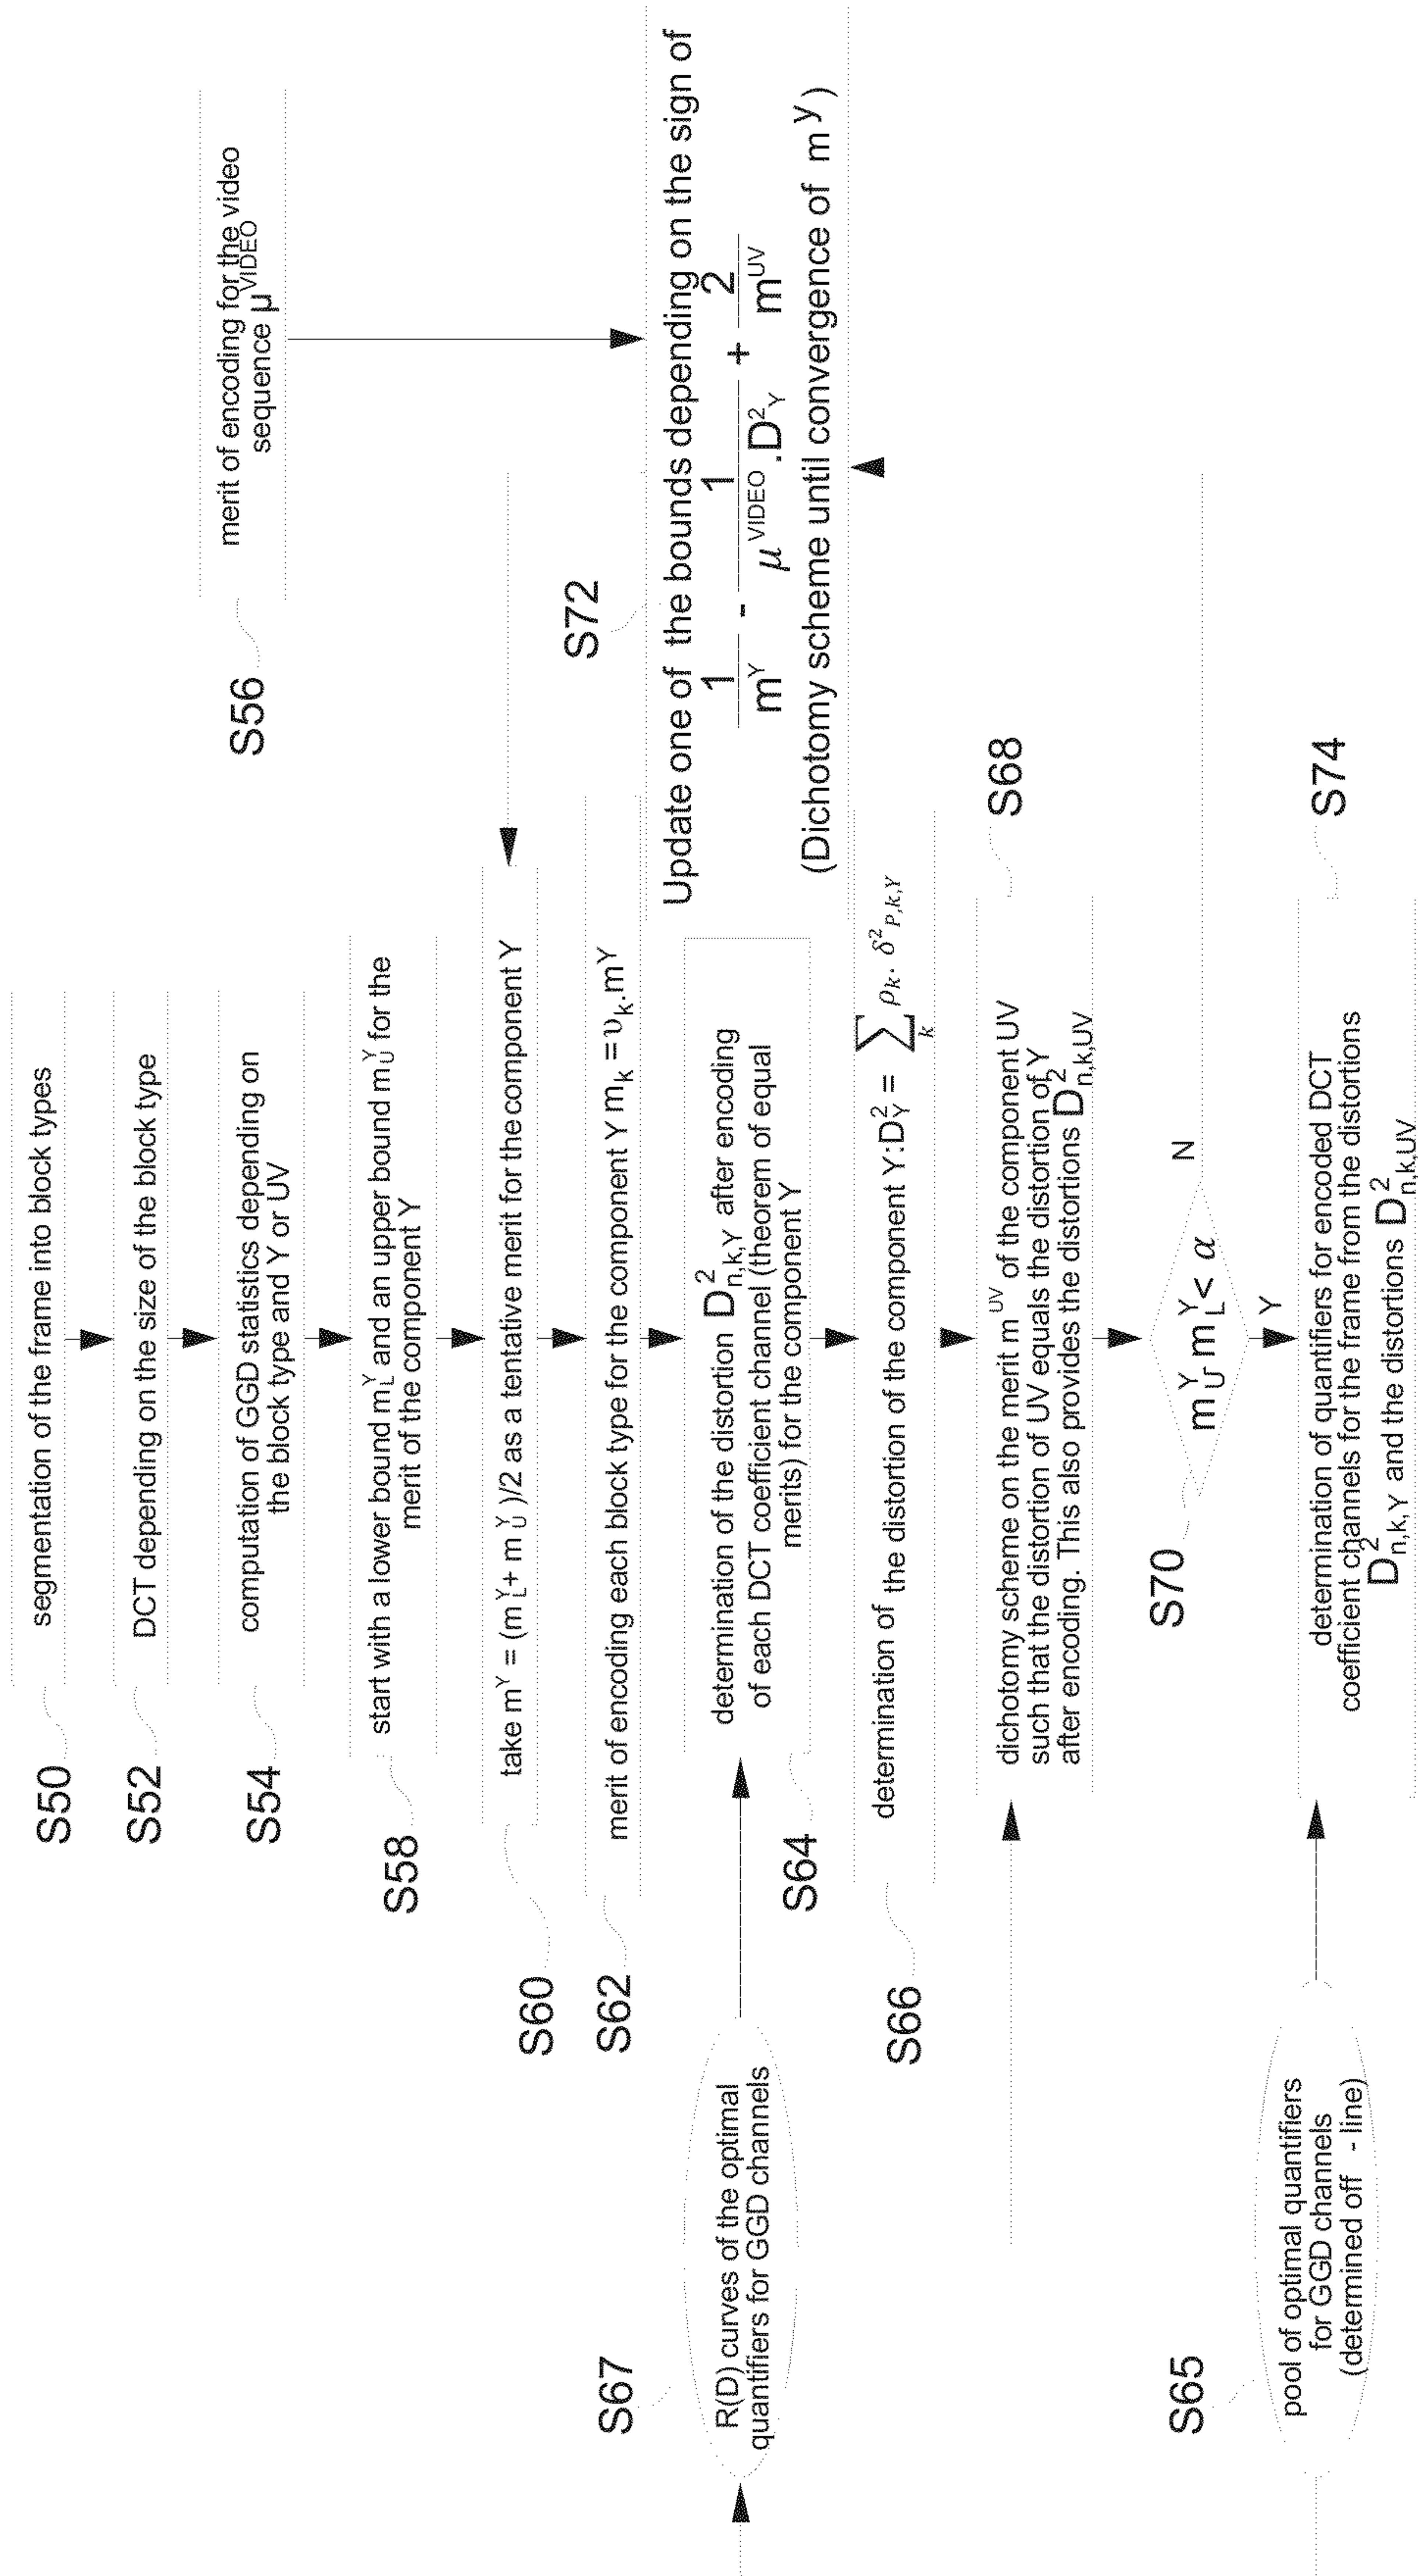 S50
segmentation of the frame into block types
S52
DCT depending on the size of the block type
S54
computation of GGD statistics depending on
the block type and Y or UV
S56
merit of encoding for the video
sequence μ^VIDEO
S58
start with a lower bound m_L^Y and an upper bound m_U^Y for the
merit of the component Y
S60
take m^Y = (m_L^Y + m_U^Y)/2 as a tentative merit for the component Y
S62
merit of encoding each block type for the component Y m_k = υ_k.m^Y
S67
R(D) curves of the optimal
quantifiers for GGD channels
S64
determination of the distortion D²_n,k,Y after encoding
of each DCT coefficient channel (theorem of equal
merits) for the component Y
S72
Update one of the bounds depending on the sign of
1/m^Y - 1/μ^VIDEO.D²_Y + 2/m^UV
(Dichotomy scheme until convergence of m^y)
S66
determination of the distortion of the component Y:D²_Y = ∑_k ρ_k. δ²_P,k,Y
S68
dichotomy scheme on the merit m^UV of the component UV
such that the distortion of UV equals the distortion of Y
after encoding. This also provides the distortions D²_n,k,UV
S70
m_U^Y - m_L^Y < α
N
Y
S65
pool of optimal quantifiers
for GGD channels
(determined off - line)
S74
determination of quantifiers for encoded DCT
coefficient channels for the frame from the distortions
D²_n,k,Y and the distortions D²_n,k,UV